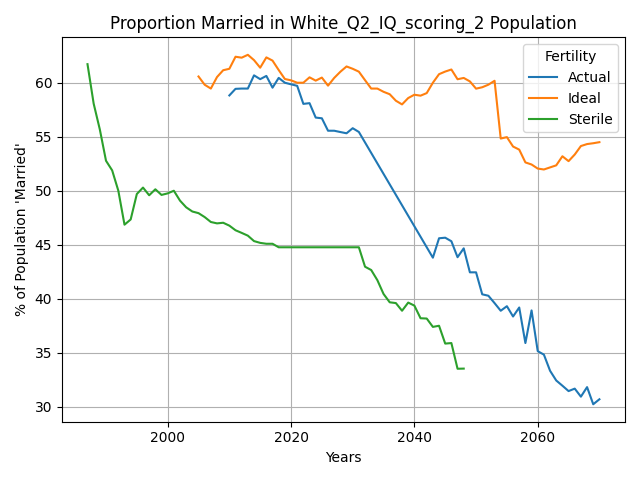 Proportion Married in White_Q2_IQ_scoring_2 Population
Fertility
Actual
Ideal
Sterile
% of Population 'Married'
60
55
50
45
40
35
30
2000
2020
2040
2060
Years